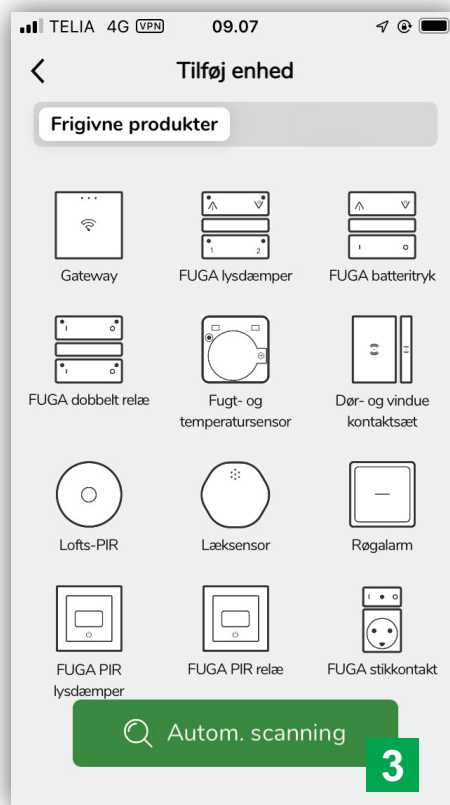 TELIA 4G VPN 09.07
Tilføj enhed
Frigivne produkter
Gateway
1 2
FUGA lysdæmper
I O
FUGA batteritryk
I O
I O
FUGA dobbelt relæ
Fugt- og
temperatursensor
Dør- og vindue
kontaktsæt
Lofts-PIR
Læksensor
Røgalarm
FUGA PIR
lysdæmper
FUGA PIR relæ
I O
FUGA stikkontakt
Autom. scanning
3